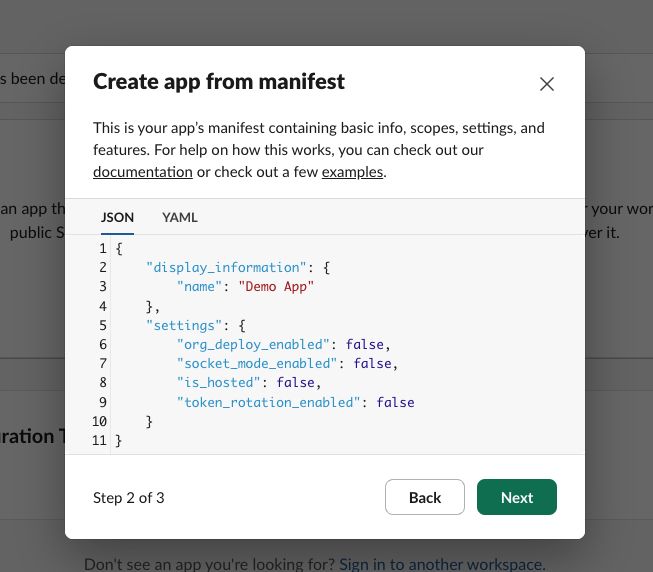 Create app from manifest
This is your app’s manifest containing basic info, scopes, settings, and
features. For help on how this works, you can check out our
documentation or check out a few examples.
JSON YAML
1 {
2     "display_information": {
3         "name": "Demo App"
4     },
5     "settings": {
6         "org_deploy_enabled": false,
7         "socket_mode_enabled": false,
8         "is_hosted": false,
9         "token_rotation_enabled": false
10     }
11 }
Step 2 of 3
Back
Next
s been de
an app th
public S
your wor
er it.
uration T
Don't see an app you're looking for? Sign in to another workspace.